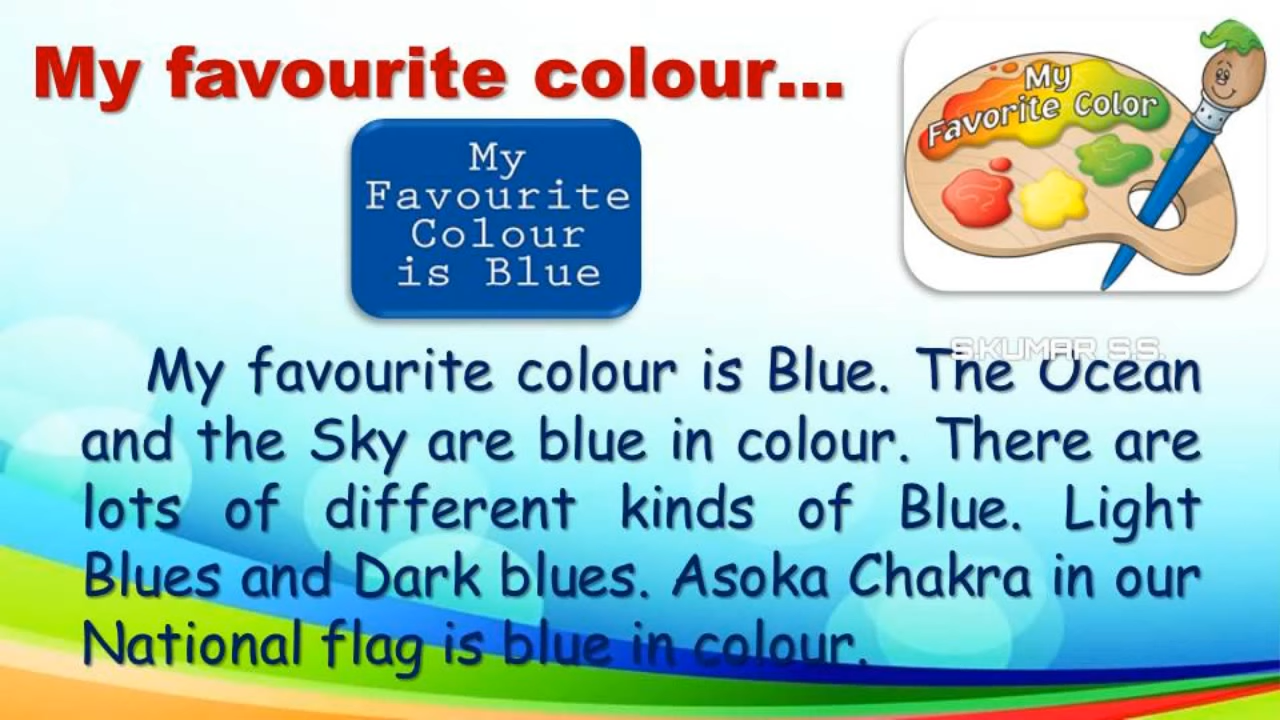 My favourite colour...
My
Favorite Color
My
Favourite
Colour
is Blue
S.KUMAR S.S.
My favourite colour is Blue. The Ocean
and the Sky are blue in colour. There are
lots of different kinds of Blue. Light
Blues and Dark blues. Asoka Chakra in our
National flag is blue in colour.